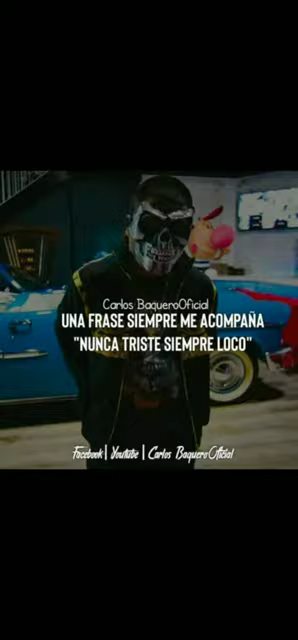 Carlos BaqueroOficial
UNA FRASE SIEMPRE ME ACOMPAÑA
"NUNCA TRISTE SIEMPRE LOCO"
Facebook | Youtube | Carlos BaqueroOficial